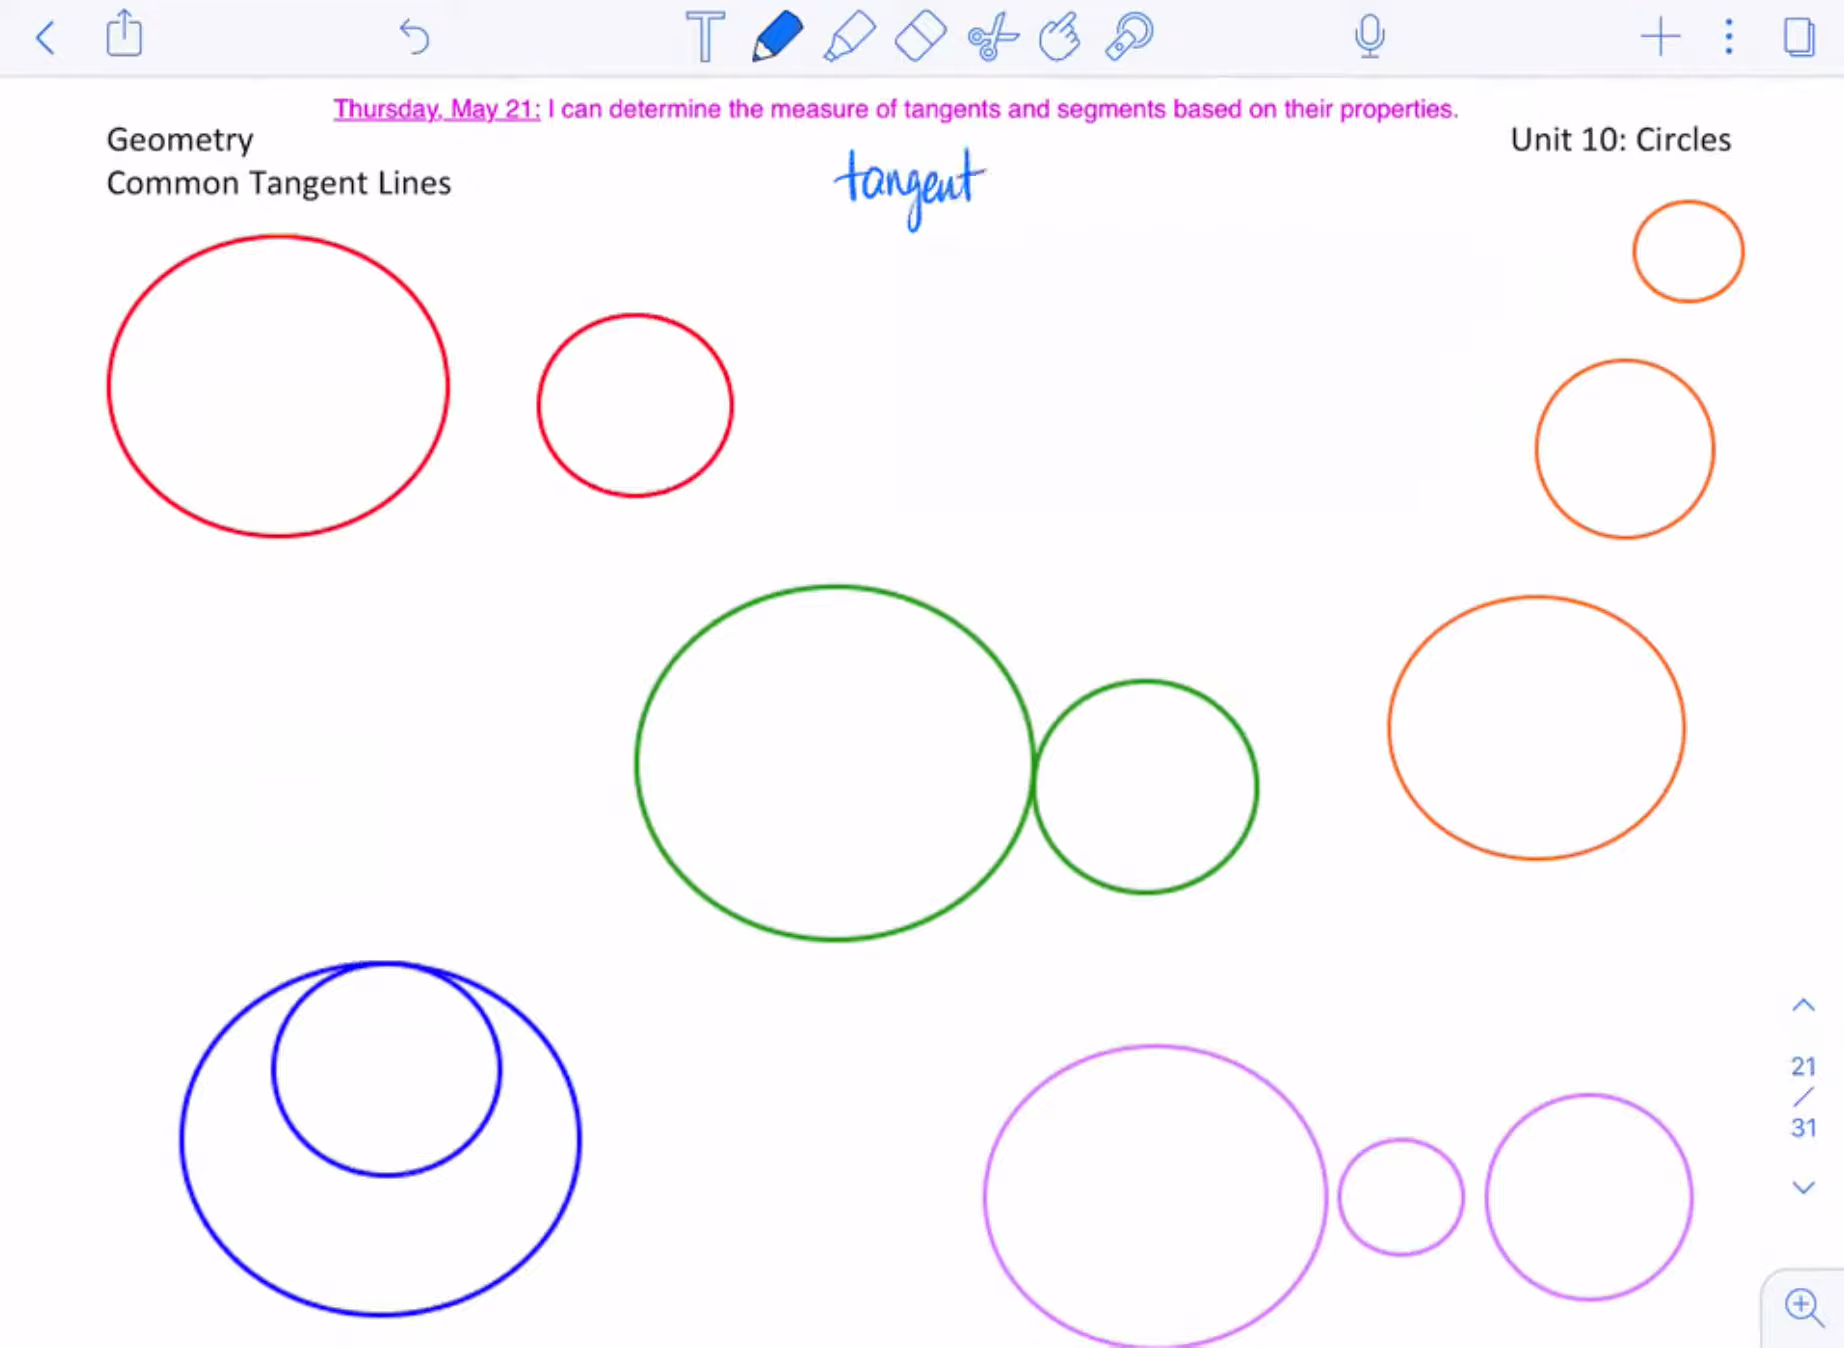 Thursday, May 21: I can determine the measure of tangents and segments based on their properties.
Geometry
Unit 10: Circles
Common Tangent Lines
tangent
21
/
31